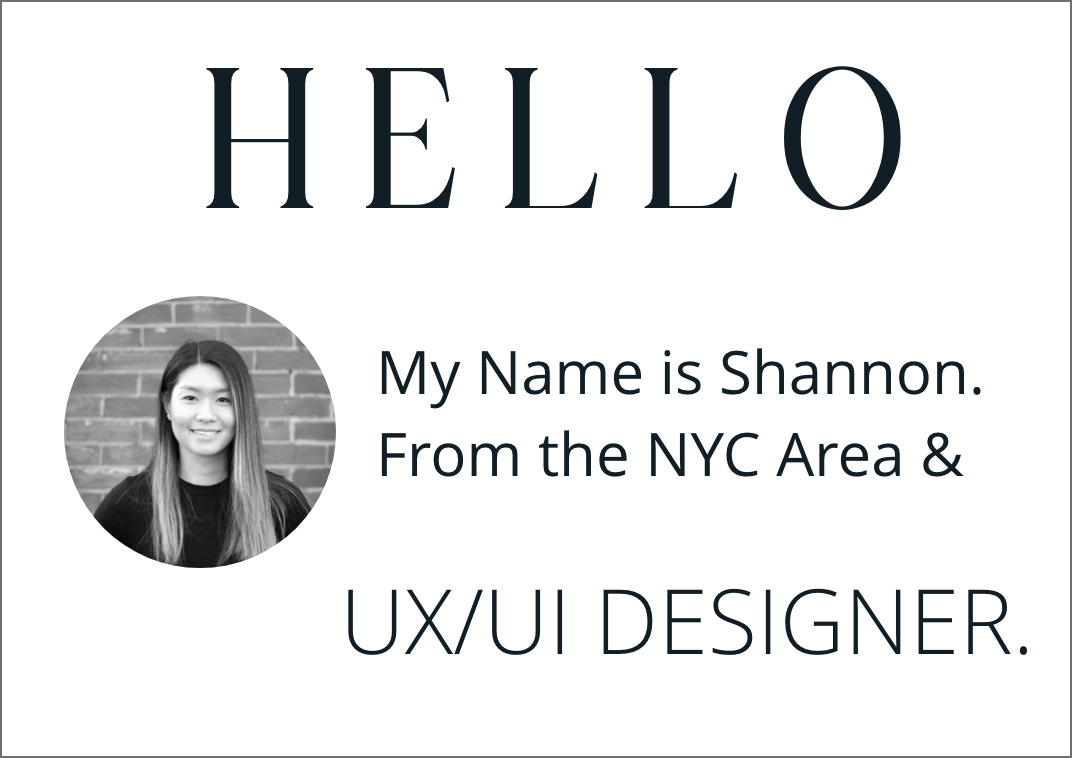 HELLO
My Name is Shannon.
From the NYC Area &
UX/UI DESIGNER.